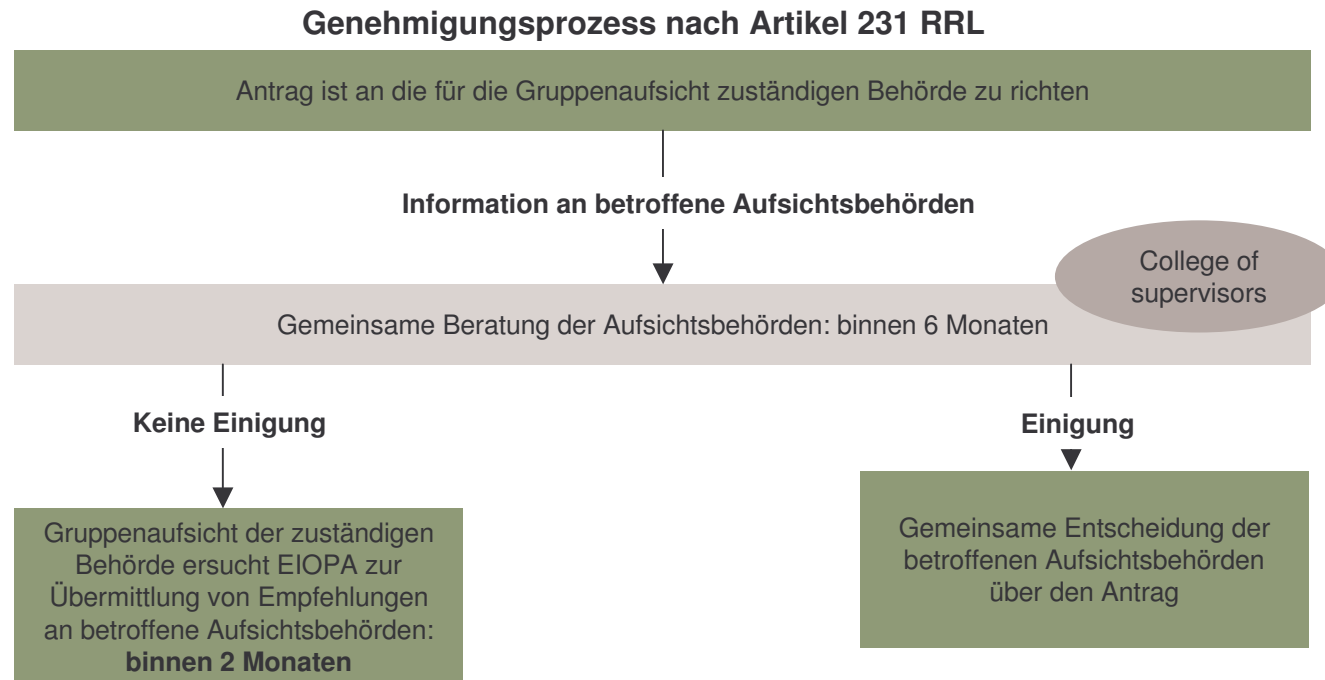 Genehmigungsprozess nach Artikel 231 RRL
Antrag ist an die für die Gruppenaufsicht zuständigen Behörde zu richten
Information an betroffene Aufsichtsbehörden
College of
supervisors
Gemeinsame Beratung der Aufsichtsbehörden: binnen 6 Monaten
Keine Einigung
Einigung
Gruppenaufsicht der zuständigen
Behörde ersucht EIOPA zur
Übermittlung von Empfehlungen
an betroffene Aufsichtsbehörden:
binnen 2 Monaten
Gemeinsame Entscheidung der
betroffenen Aufsichtsbehörden
über den Antrag